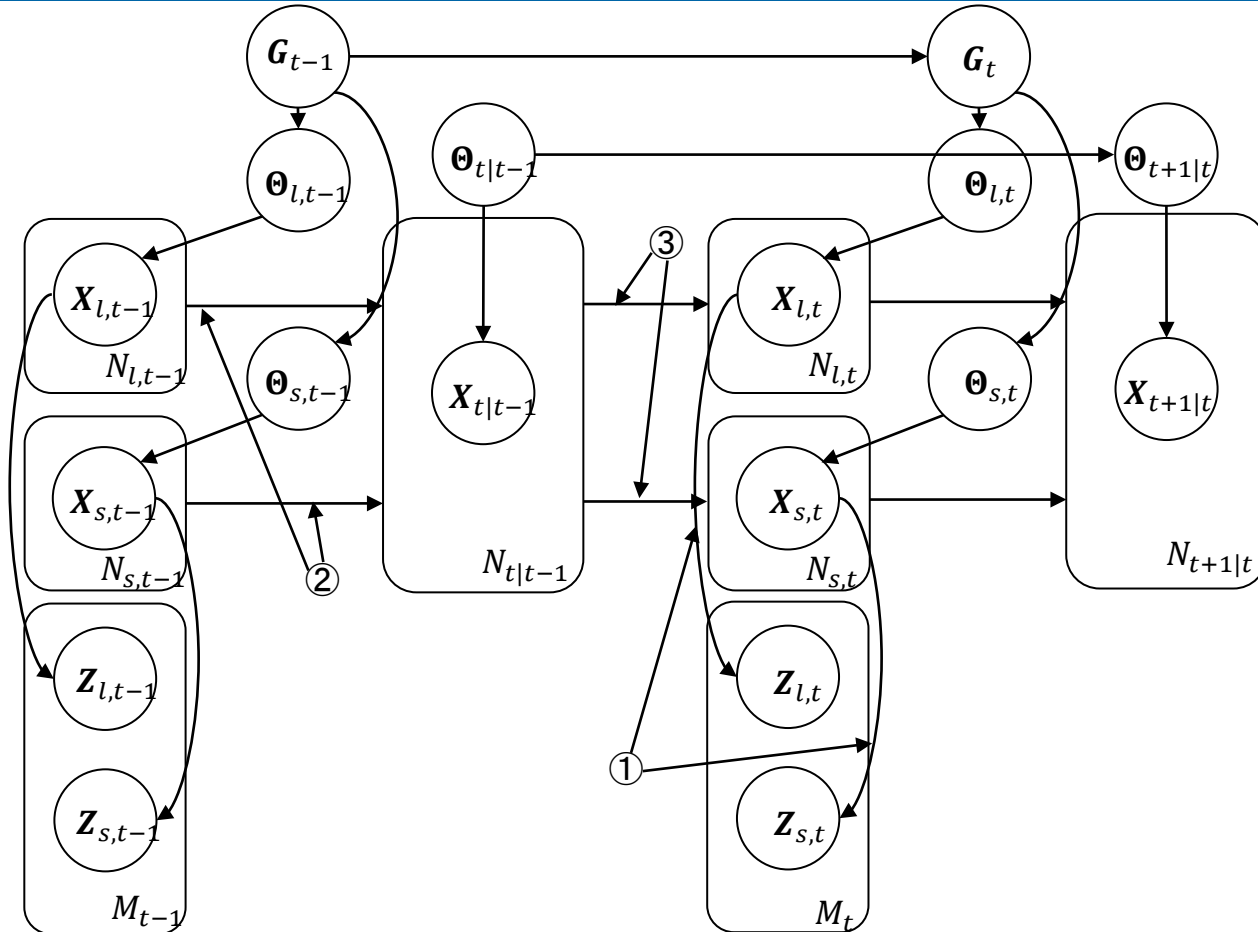 G_{t−1}
G_t
Θ_{l,t−1}
Θ_{t|t−1}
Θ_{l,t}
Θ_{t+1|t}
③
X_{l,t−1}
X_{l,t}
N_{l,t−1}
N_{l,t}
Θ_{s,t−1}
X_{t|t−1}
Θ_{s,t}
X_{t+1|t}
X_{s,t−1}
X_{s,t}
N_{s,t−1}
②
N_{t|t−1}
N_{s,t}
N_{t+1|t}
Z_{l,t−1}
Z_{l,t}
①
Z_{s,t−1}
Z_{s,t}
M_{t−1}
M_t